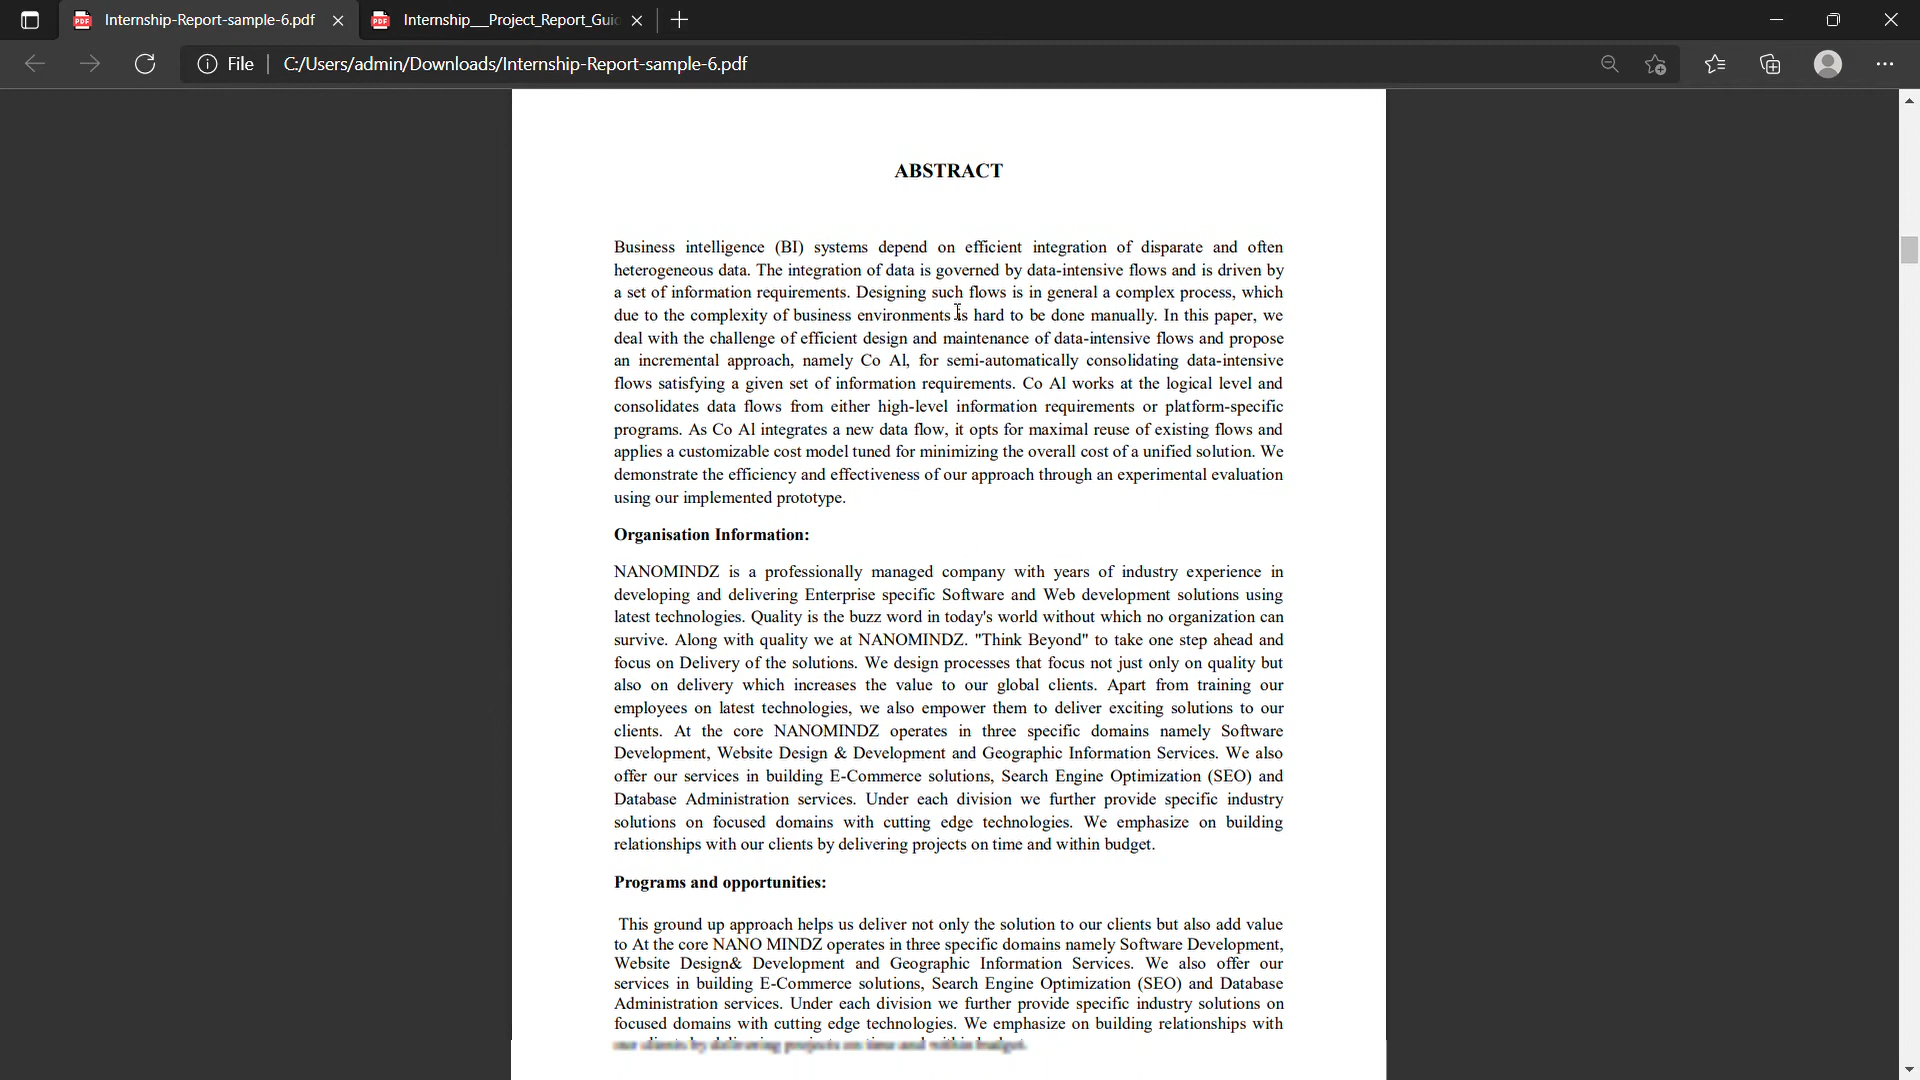 Internship-Report-sample-6.pdf
Internship__Project_Report_Gui
File
C:/Users/admin/Downloads/Internship-Report-sample-6.pdf
ABSTRACT
Business intelligence (BI) systems depend on efficient integration of disparate and often
heterogeneous data. The integration of data is governed by data-intensive flows and is driven by
a set of information requirements. Designing such flows is in general a complex process, which
due to the complexity of business environments is hard to be done manually. In this paper, we
deal with the challenge of efficient design and maintenance of data-intensive flows and propose
an incremental approach, namely Co Al, for semi-automatically consolidating data-intensive
flows satisfying a given set of information requirements. Co Al works at the logical level and
consolidates data flows from either high-level information requirements or platform-specific
programs. As Co Al integrates a new data flow, it opts for maximal reuse of existing flows and
applies a customizable cost model tuned for minimizing the overall cost of a unified solution. We
demonstrate the efficiency and effectiveness of our approach through an experimental evaluation
using our implemented prototype.
Organisation Information:
NANOMINDZ is a professionally managed company with years of industry experience in
developing and delivering Enterprise specific Software and Web development solutions using
latest technologies. Quality is the buzz word in today's world without which no organization can
survive. Along with quality we at NANOMINDZ. "Think Beyond" to take one step ahead and
focus on Delivery of the solutions. We design processes that focus not just only on quality but
also on delivery which increases the value to our global clients. Apart from training our
employees on latest technologies, we also empower them to deliver exciting solutions to our
clients. At the core NANOMINDZ operates in three specific domains namely Software
Development, Website Design & Development and Geographic Information Services. We also
offer our services in building E-Commerce solutions, Search Engine Optimization (SEO) and
Database Administration services. Under each division we further provide specific industry
solutions on focused domains with cutting edge technologies. We emphasize on building
relationships with our clients by delivering projects on time and within budget.
Programs and opportunities:
This ground up approach helps us deliver not only the solution to our clients but also add value
to At the core NANO MINDZ operates in three specific domains namely Software Development,
Website Design& Development and Geographic Information Services. We also offer our
services in building E-Commerce solutions, Search Engine Optimization (SEO) and Database
Administration services. Under each division we further provide specific industry solutions on
focused domains with cutting edge technologies. We emphasize on building relationships with
our clients by delivering projects on time and within budget.